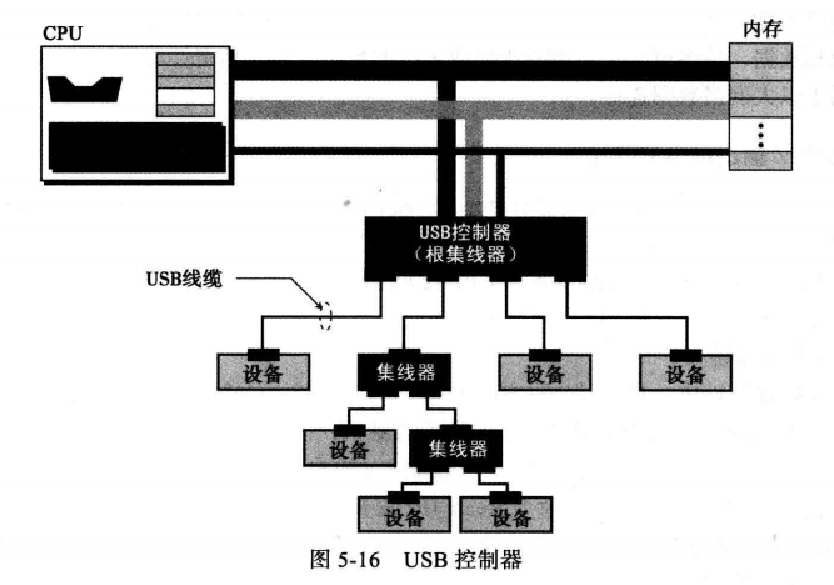 CPU
内存
USB控制器
（根集线器）
USB线缆
设备
集线器
设备
设备
设备
集线器
设备
设备
图 5-16 USB 控制器